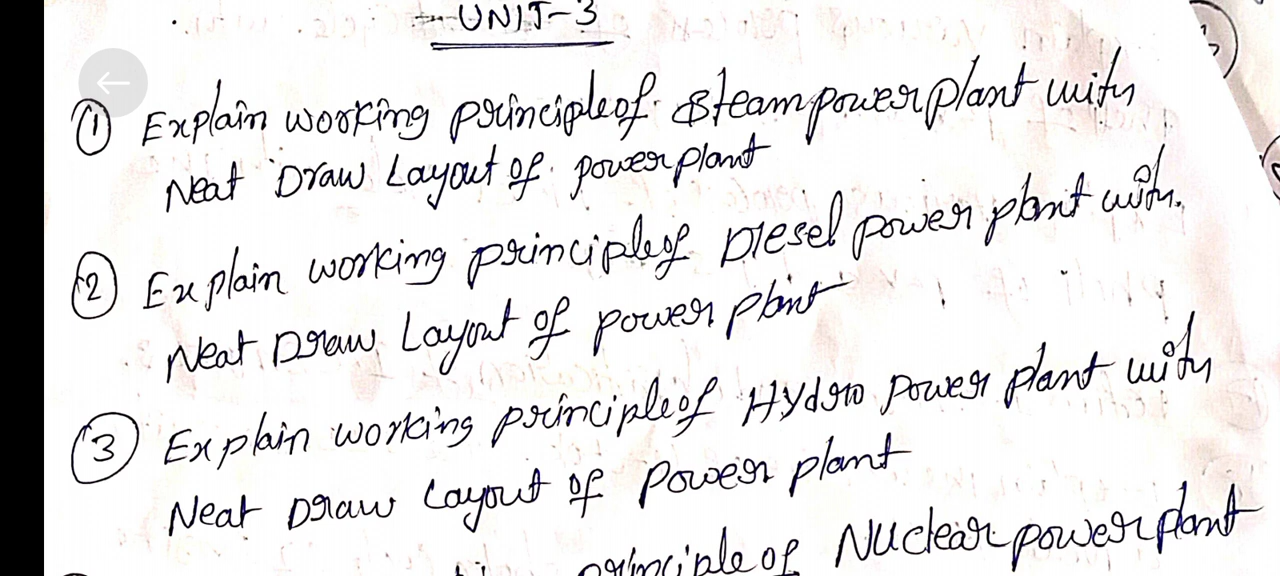 UNIT-3
① Explain working principle of steam power plant with
Neat Draw Layout of power plant
② Explain working principle of Diesel power plant with.
Neat Draw Layout of power plant
③ Explain working principle of Hydro power plant with
Neat Draw Layout of Power plant
principle of Nuclear power plant